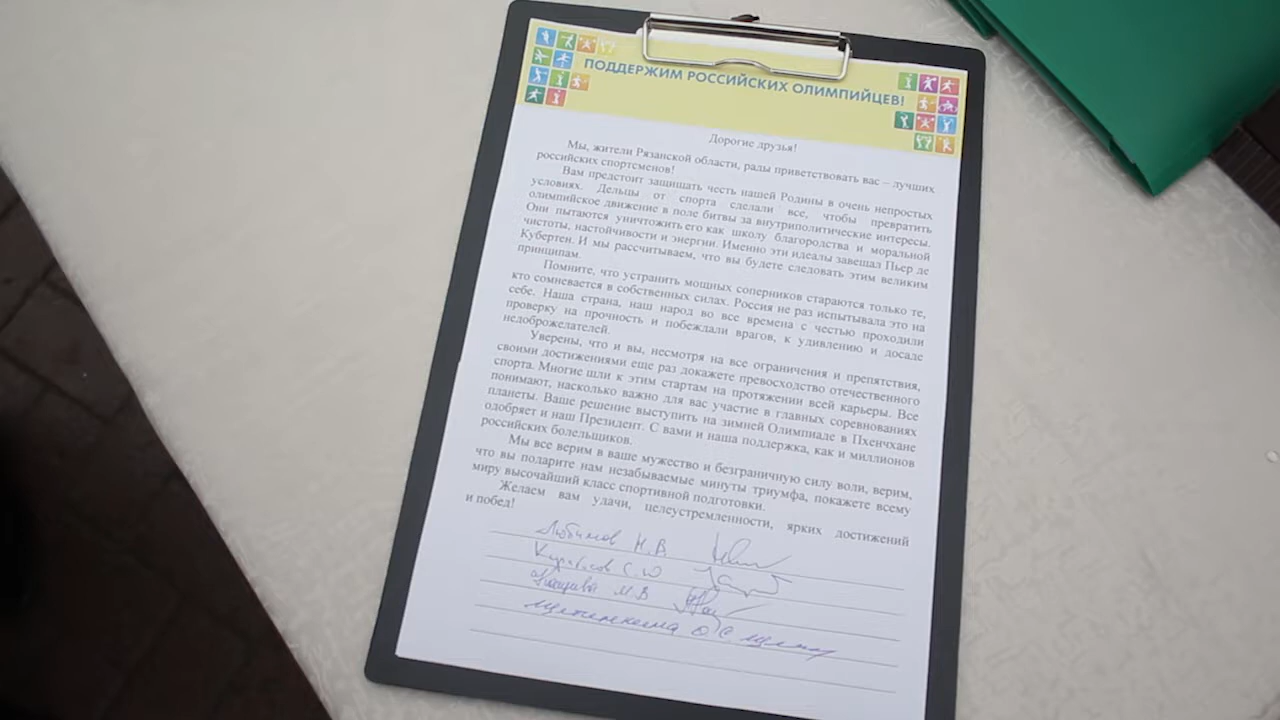 ПОДДЕРЖИМ РОССИЙСКИХ ОЛИМПИЙЦЕВ!
Дорогие друзья!
Мы, жители Рязанской области, рады приветствовать вас – лучших
российских спортсменов!
Вам предстоит защищать честь нашей Родины в очень непростых
условиях. Дельцы от спорта сделали все, чтобы превратить
олимпийское движение в поле битвы за внутриполитические интересы.
Они пытаются уничтожить его как школу благородства и моральной
чистоты, настойчивости и энергии. Именно эти идеалы завещал Пьер де
Кубертен. И мы рассчитываем, что вы будете следовать этим великим
принципам.
Помните, что устранить мощных соперников стараются только те,
кто сомневается в собственных силах. Россия не раз испытывала это на
себе. Наша страна, наш народ во все времена с честью проходили
проверку на прочность и побеждали врагов, к удивлению и досаде
недоброжелателей.
Уверены, что и вы, несмотря на все ограничения и препятствия,
своими достижениями еще раз докажете превосходство отечественного
спорта. Многие шли к этим стартам на протяжении всей карьеры. Все
понимают, насколько важно для вас участие в главных соревнованиях
планеты. Ваше решение выступить на зимней Олимпиаде в Пхенчхане
одобряет и наш Президент. С вами и наша поддержка, как и миллионов
российских болельщиков.
Мы все верим в ваше мужество и безграничную силу воли, верим,
что вы подарите нам незабываемые минуты триумфа, покажете всему
миру высочайший класс спортивной подготовки.
Желаем вам удачи, целеустремленности, ярких достижений
и побед!
Любимов Н.В.
С.Ю
М.В
О.С.